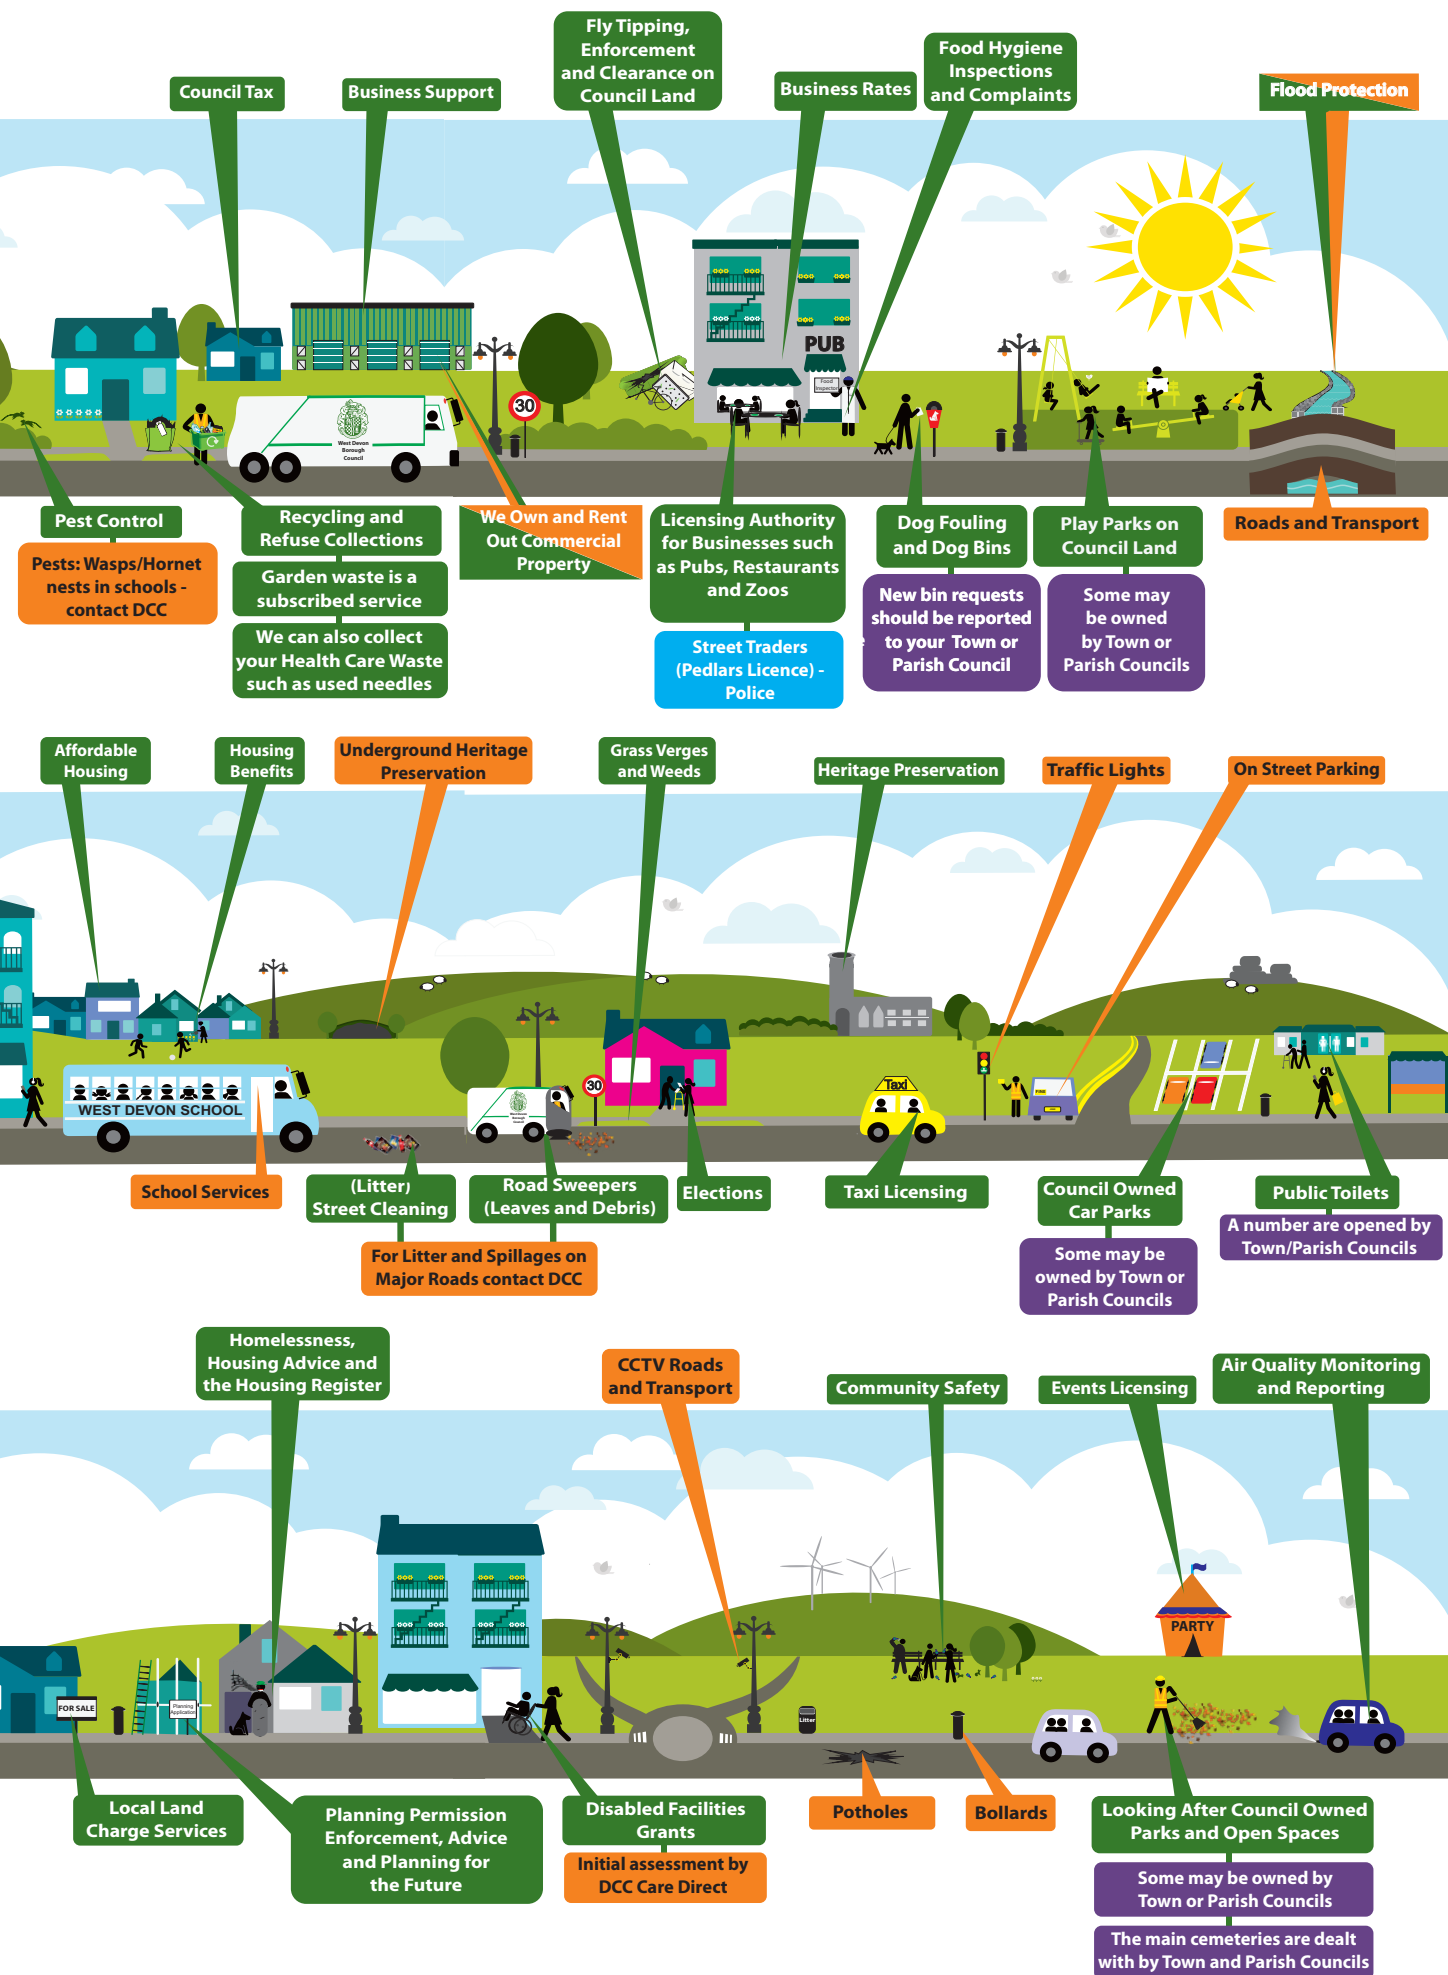 Fly Tipping,
Enforcement
and Clearance on
Council Land
Food Hygiene
Inspections
and Complaints
Council Tax
Business Support
Business Rates
Flood Protection
PUB
Food
Inspector
30
West Devon
Borough
Council
Pest Control
Pests: Wasps/Hornet
nests in schools -
contact DCC
Recycling and
Refuse Collections
Garden waste is a
subscribed service
We can also collect
your Health Care Waste
such as used needles
We Own and Rent
Out Commercial
Property
Licensing Authority
for Businesses such
as Pubs, Restaurants
and Zoos
Street Traders
(Pedlars Licence) -
Police
Dog Fouling
and Dog Bins
New bin requests
should be reported
to your Town or
Parish Council
Play Parks on
Council Land
Some may
be owned
by Town or
Parish Councils
Roads and Transport
Affordable
Housing
Housing
Benefits
Underground Heritage
Preservation
Grass Verges
and Weeds
Heritage Preservation
Traffic Lights
On Street Parking
WEST DEVON SCHOOL
West Devon
Borough
Council
30
Taxi
School Services
(Litter)
Street Cleaning
Road Sweepers
(Leaves and Debris)
For Litter and Spillages on
Major Roads contact DCC
Elections
Taxi Licensing
Council Owned
Car Parks
Some may be
owned by Town or
Parish Councils
Public Toilets
A number are opened by
Town/Parish Councils
Homelessness,
Housing Advice and
the Housing Register
CCTV Roads
and Transport
Community Safety
Events Licensing
Air Quality Monitoring
and Reporting
PARTY
FOR SALE
Planning
Application
Litter
Local Land
Charge Services
Planning Permission
Enforcement, Advice
and Planning for
the Future
Disabled Facilities
Grants
Initial assessment by
DCC Care Direct
Potholes
Bollards
Looking After Council Owned
Parks and Open Spaces
Some may be owned by
Town or Parish Councils
The main cemeteries are dealt
with by Town and Parish Councils